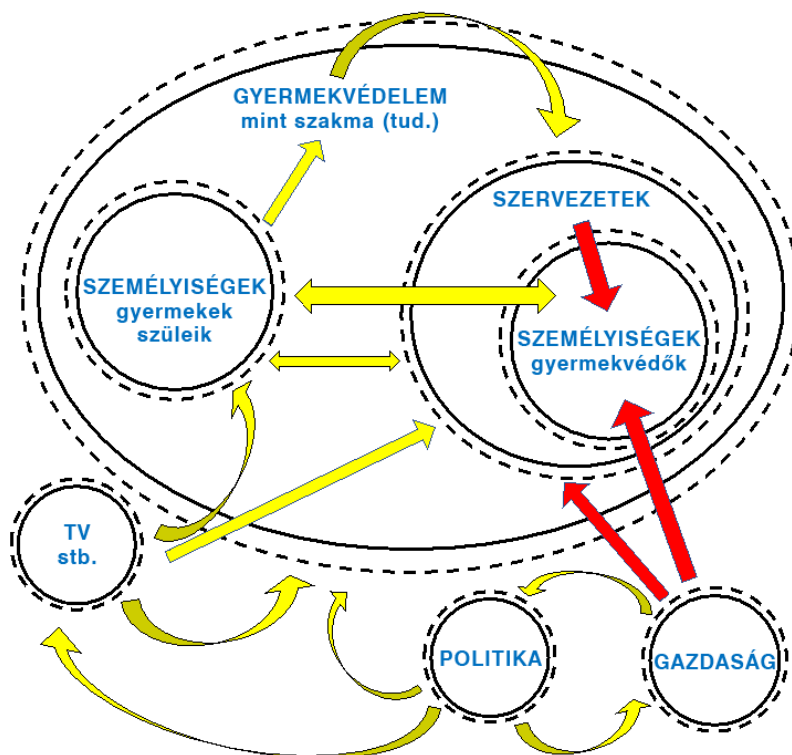 GYERMEKVÉDELEM
mint szakma (tud.)
SZERVEZETEK
SZEMÉLYISÉGEK
gyermekek
szüleik
SZEMÉLYISÉGEK
gyermekvédők
TV
stb.
POLITIKA
GAZDASÁG